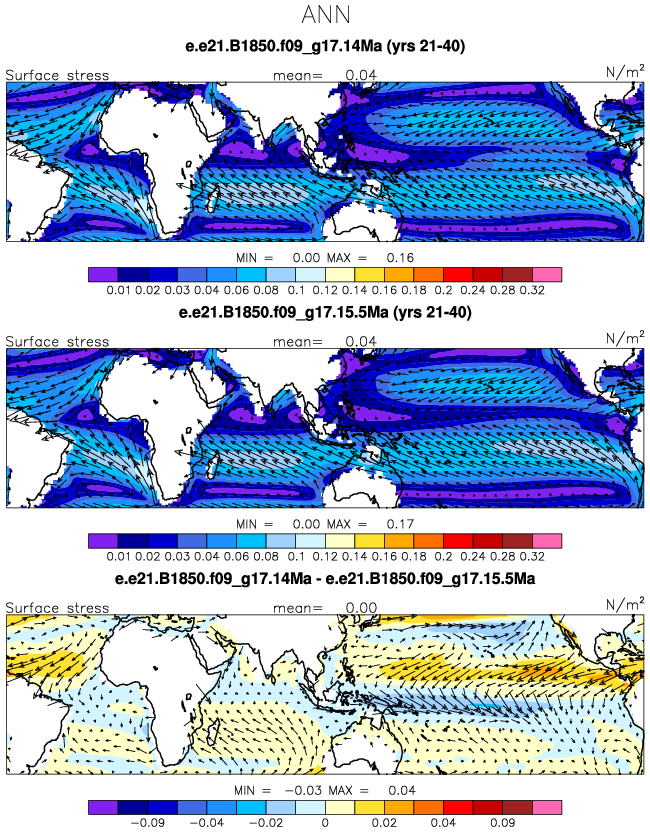 ANN
e.e21.B1850.f09_g17.14Ma (yrs 21-40)
Surface stress mean= 0.04 N/m²
MIN = 0.00 MAX = 0.16
0.01 0.02 0.03 0.04 0.06 0.08 0.1 0.12 0.14 0.16 0.18 0.2 0.24 0.28 0.32
e.e21.B1850.f09_g17.15.5Ma (yrs 21-40)
Surface stress mean= 0.04 N/m²
MIN = 0.00 MAX = 0.17
0.01 0.02 0.03 0.04 0.06 0.08 0.1 0.12 0.14 0.16 0.18 0.2 0.24 0.28 0.32
e.e21.B1850.f09_g17.14Ma - e.e21.B1850.f09_g17.15.5Ma
Surface stress mean= 0.00 N/m²
MIN = -0.03 MAX = 0.04
-0.09 -0.04 -0.02 0 0.02 0.04 0.09